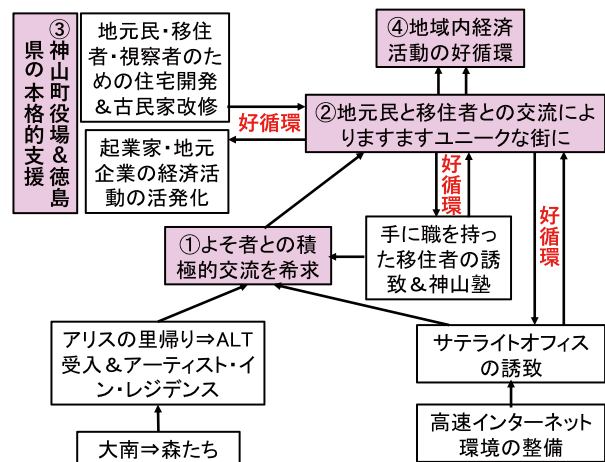 ③神山町役場＆徳島
県の本格的支援
地元民・移住
者・視察者のた
めの住宅開発
＆古民家改修
起業家・地元
企業の経済活
動の活発化
④地域内経済
活動の好循環
好循環
②地元民と移住者との交流によ
りますますユニークな街に
好循環
好循環
①よそ者との積
極的交流を希求
手に職を持っ
た移住者の誘
致＆神山塾
アリスの里帰り⇒ALT
受入＆アーティスト・イ
ン・レジデンス
サテライトオフィス
の誘致
大南⇒森たち
高速インターネット
環境の整備